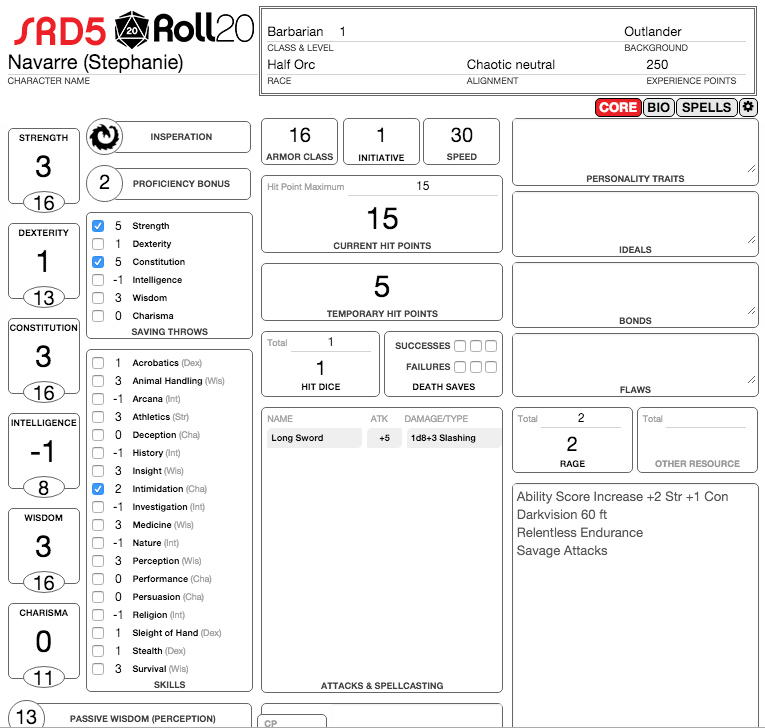 SRD5 20 Roll20
Navarre (Stephanie)
CHARACTER NAME
Barbarian 1 Outlander
CLASS & LEVEL BACKGROUND
Half Orc Chaotic neutral 250
RACE ALIGNMENT EXPERIENCE POINTS
CORE BIO SPELLS
STRENGTH
3
16
DEXTERITY
1
13
CONSTITUTION
3
16
INTELLIGENCE
-1
8
WISDOM
3
16
CHARISMA
0
11
INSPERATION
2 PROFICIENCY BONUS
5 Strength
1 Dexterity
5 Constitution
-1 Intelligence
3 Wisdom
0 Charisma
SAVING THROWS
1 Acrobatics (Dex)
3 Animal Handling (Wis)
-1 Arcana (Int)
3 Athletics (Str)
0 Deception (Cha)
-1 History (Int)
3 Insight (Wis)
2 Intimidation (Cha)
-1 Investigation (Int)
3 Medicine (Wis)
-1 Nature (Int)
3 Perception (Wis)
0 Performance (Cha)
0 Persuasion (Cha)
-1 Religion (Int)
1 Sleight of Hand (Dex)
1 Stealth (Dex)
3 Survival (Wis)
SKILLS
13 PASSIVE WISDOM (PERCEPTION)
16 1 30
ARMOR CLASS INITIATIVE SPEED
Hit Point Maximum 15
15
CURRENT HIT POINTS
5
TEMPORARY HIT POINTS
Total 1
1
HIT DICE
SUCCESSES
FAILURES
DEATH SAVES
NAME ATK DAMAGE/TYPE
Long Sword +5 1d8+3 Slashing
ATTACKS & SPELLCASTING
CP
PERSONALITY TRAITS
IDEALS
BONDS
FLAWS
Total 2
2
RAGE
Total
OTHER RESOURCE
Ability Score Increase +2 Str +1 Con
Darkvision 60 ft
Relentless Endurance
Savage Attacks